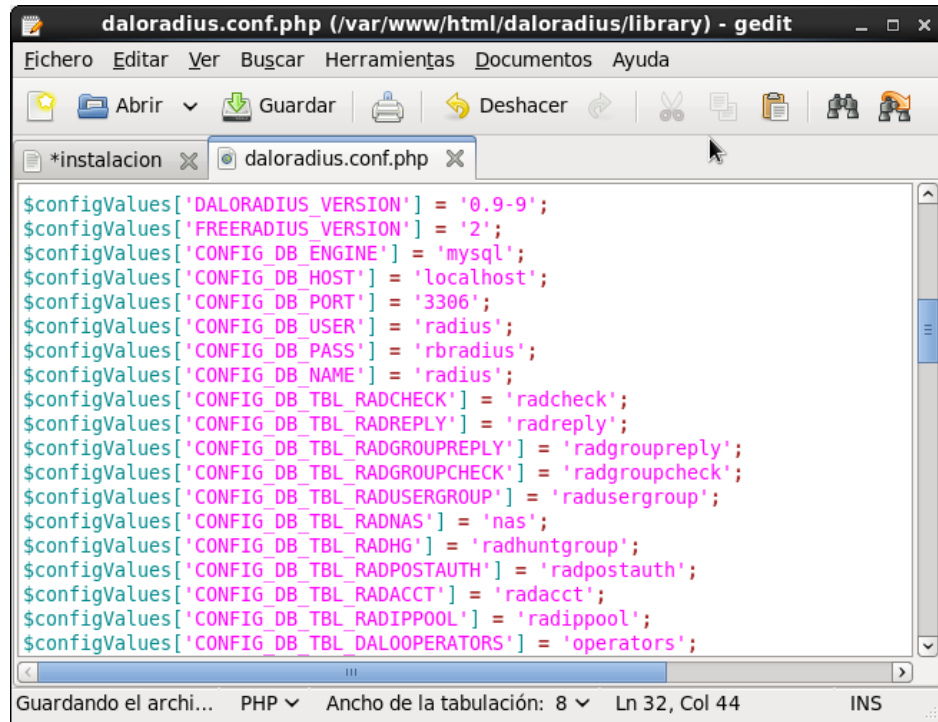 daloradius.conf.php (/var/www/html/daloradius/library) - gedit
Fichero Editar Ver Buscar Herramientas Documentos Ayuda
Abrir Guardar Deshacer
*instalacion daloradius.conf.php
$configValues['DALORADIUS_VERSION'] = '0.9-9';
$configValues['FREERADIUS_VERSION'] = '2';
$configValues['CONFIG_DB_ENGINE'] = 'mysql';
$configValues['CONFIG_DB_HOST'] = 'localhost';
$configValues['CONFIG_DB_PORT'] = '3306';
$configValues['CONFIG_DB_USER'] = 'radius';
$configValues['CONFIG_DB_PASS'] = 'rbradius';
$configValues['CONFIG_DB_NAME'] = 'radius';
$configValues['CONFIG_DB_TBL_RADCHECK'] = 'radcheck';
$configValues['CONFIG_DB_TBL_RADREPLY'] = 'radreply';
$configValues['CONFIG_DB_TBL_RADGROUPREPLY'] = 'radgroupreply';
$configValues['CONFIG_DB_TBL_RADGROUPCHECK'] = 'radgroupcheck';
$configValues['CONFIG_DB_TBL_RADUSERGROUP'] = 'radusergroup';
$configValues['CONFIG_DB_TBL_RADNAS'] = 'nas';
$configValues['CONFIG_DB_TBL_RADHG'] = 'radhuntgroup';
$configValues['CONFIG_DB_TBL_RADPOSTAUTH'] = 'radpostauth';
$configValues['CONFIG_DB_TBL_RADACCT'] = 'radacct';
$configValues['CONFIG_DB_TBL_RADIPPOOL'] = 'radippool';
$configValues['CONFIG_DB_TBL_DALOOPERATORS'] = 'operators';
Guardando el archi... PHP Ancho de la tabulación: 8 Ln 32, Col 44 INS